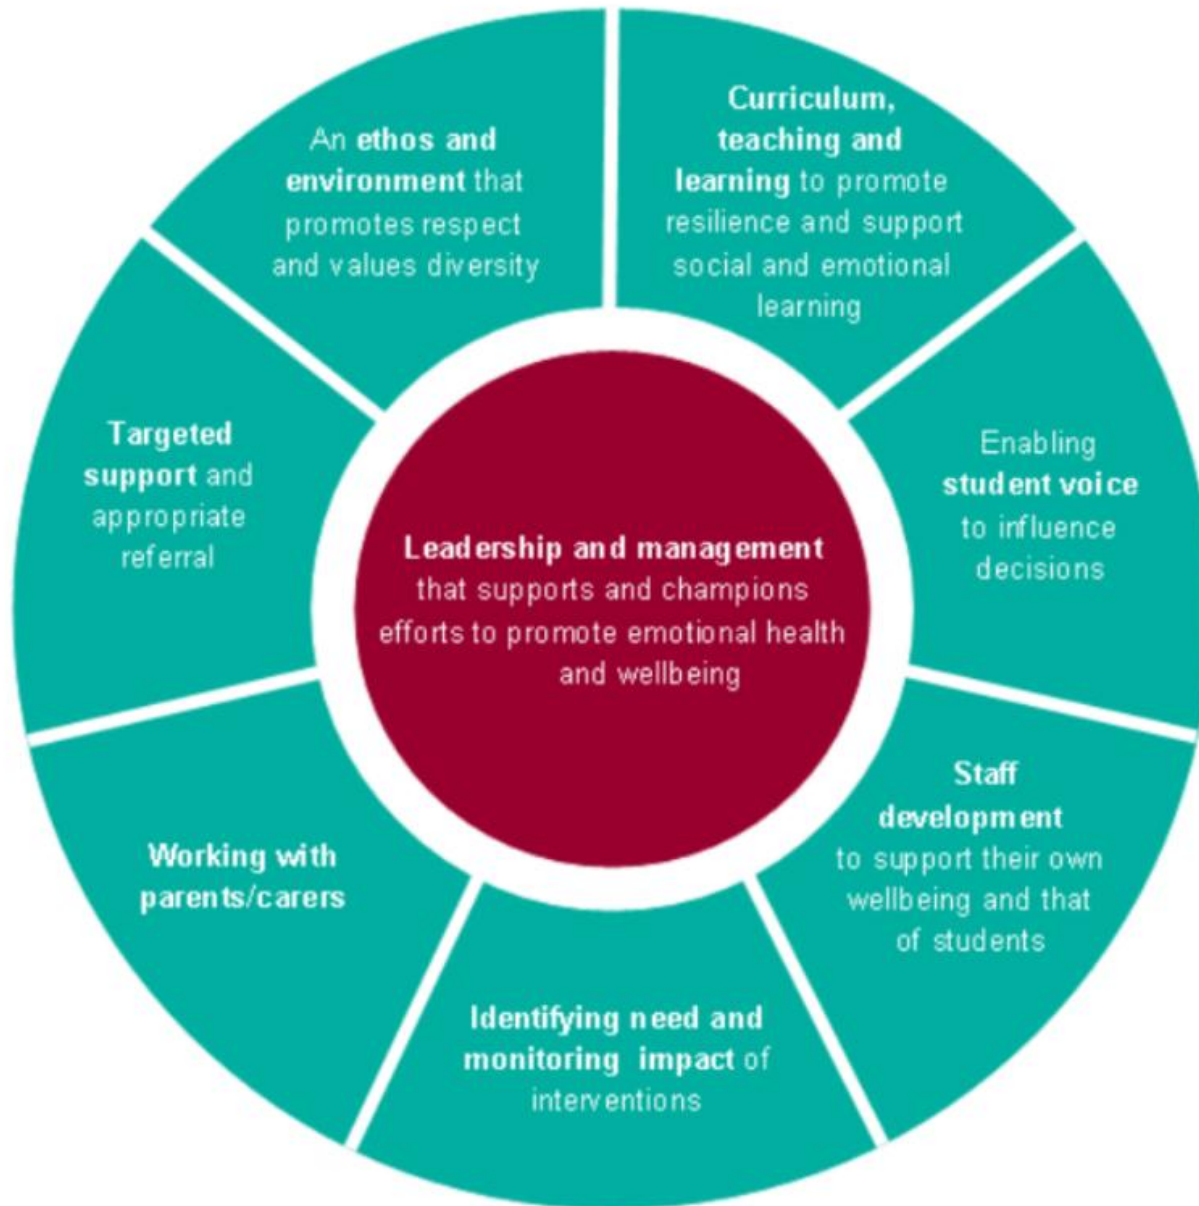 An ethos and
environment that
promotes respect
and values diversity
Curriculum,
teaching and
learning to promote
resilience and support
social and emotional
learning
Enabling
student voice
to influence
decisions
Staff
development
to support their own
wellbeing and that
of students
Identifying need and
monitoring impact of
interventions
Working with
parents/carers
Targeted
support and
appropriate
referral
Leadership and management
that supports and champions
efforts to promote emotional health
and wellbeing